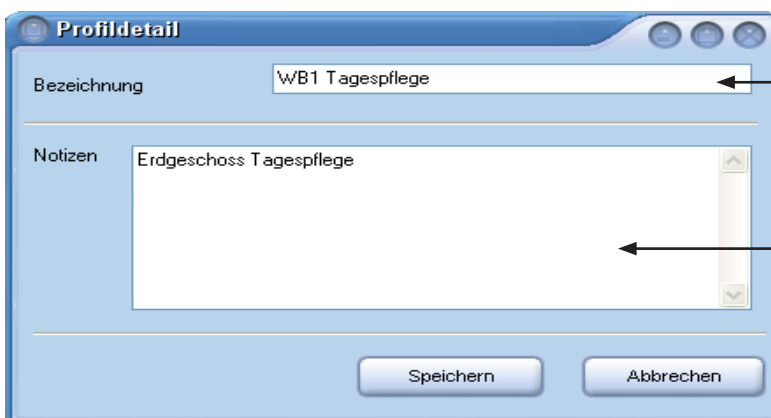 Profildetail
Bezeichnung WB1 Tagespflege
Notizen Erdgeschoss Tagespflege
Speichern Abbrechen